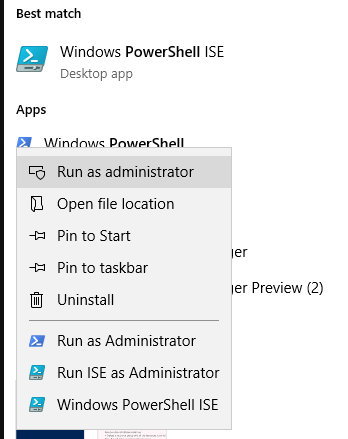 Best match
Windows PowerShell ISE
Desktop app
Apps
Windows PowerShell
Run as administrator
Open file location
Pin to Start
Pin to taskbar
Uninstall
Run as Administrator
Run ISE as Administrator
Windows PowerShell ISE
ger
ger Preview (2)